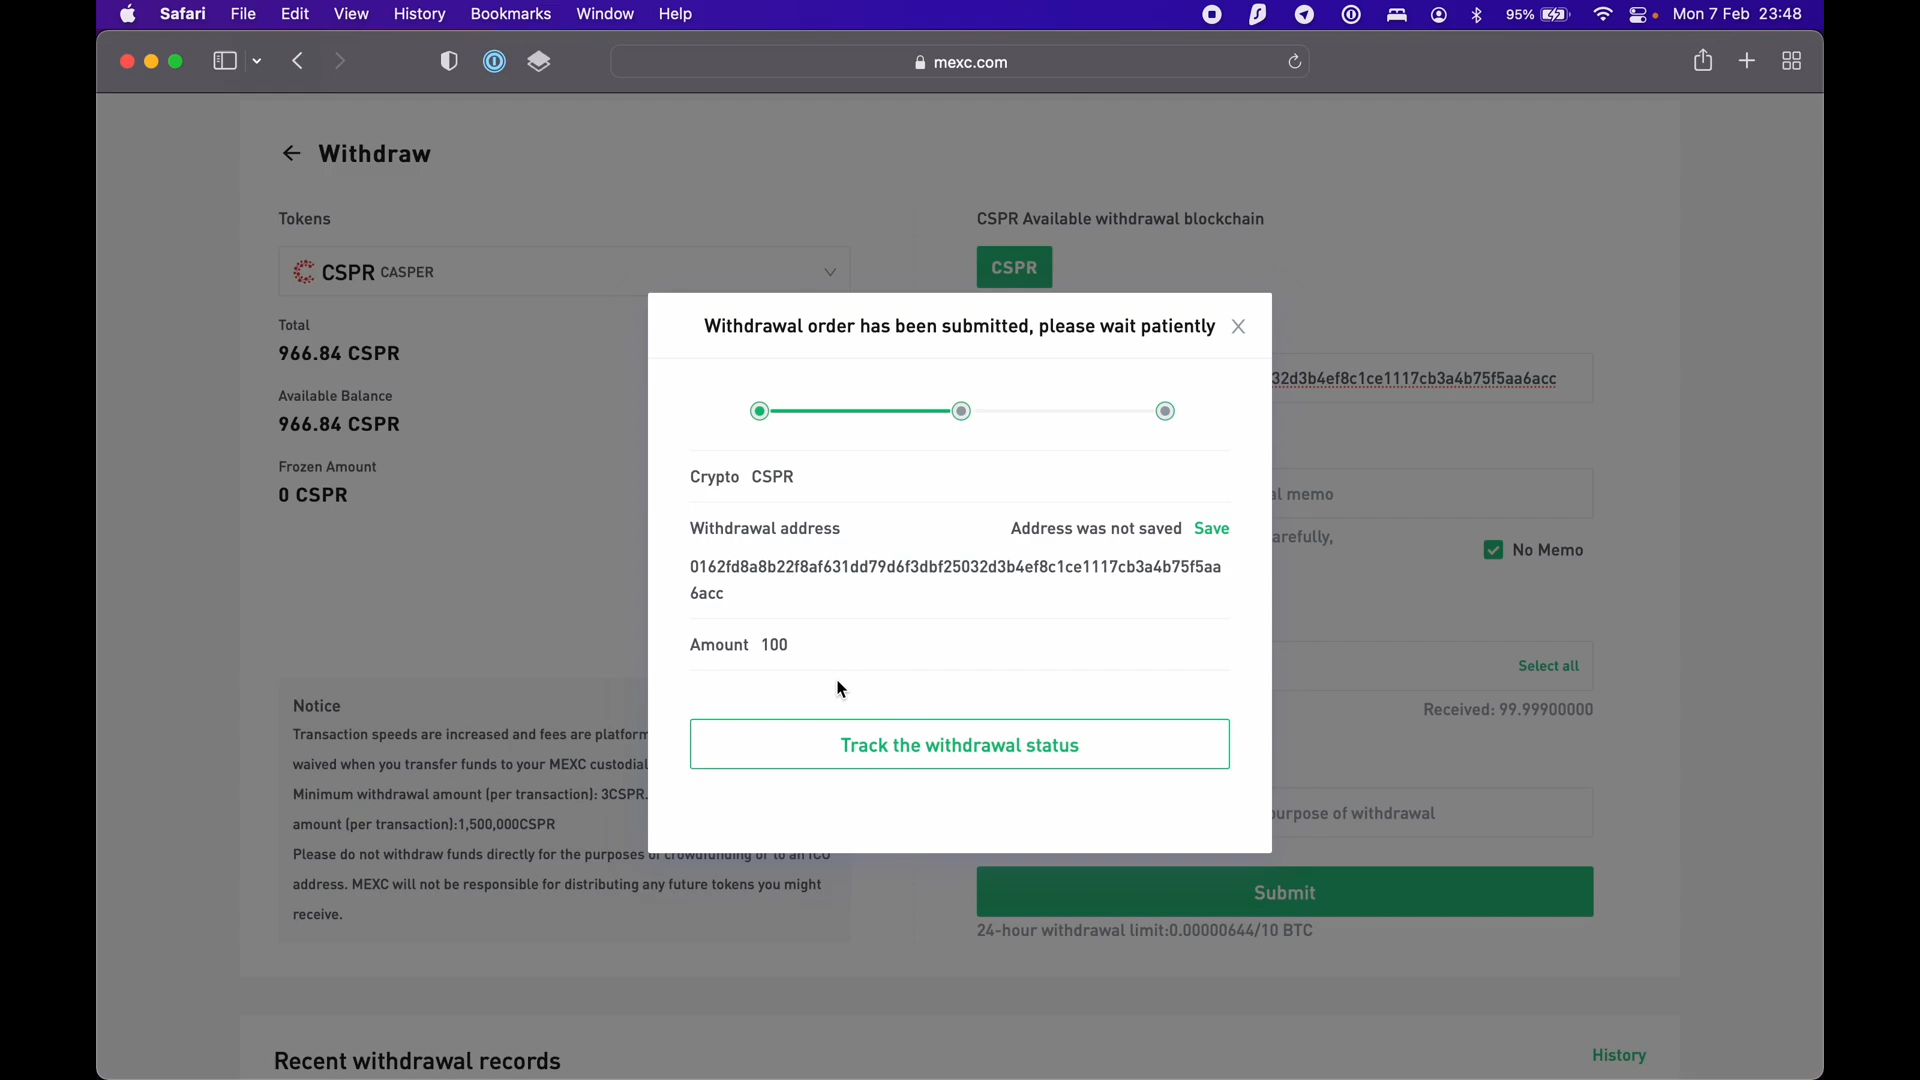 Safari File Edit View History Bookmarks Window Help 95% Mon 7 Feb 23:48
mexc.com
Withdraw
Tokens
CSPR CASPER
Total
966.84 CSPR
Available Balance
966.84 CSPR
Frozen Amount
0 CSPR
Notice
Transaction speeds are increased and fees are platform
waived when you transfer funds to your MEXC custodial
Minimum withdrawal amount (per transaction): 3CSPR.
amount (per transaction):1,500,000CSPR
Please do not withdraw funds directly for the purposes of crowdfunding or to an ICO
address. MEXC will not be responsible for distributing any future tokens you might
receive.
CSPR Available withdrawal blockchain
CSPR
32d3b4ef8c1ce1117cb3a4b75f5aa6acc
al memo
arefully,
No Memo
Select all
Received: 99.99900000
urpose of withdrawal
Submit
24-hour withdrawal limit:0.00000644/10 BTC
Withdrawal order has been submitted, please wait patiently
Crypto CSPR
Withdrawal address Address was not saved Save
0162fd8a8b22f8af631dd79d6f3dbf25032d3b4ef8c1ce1117cb3a4b75f5aa
6acc
Amount 100
Track the withdrawal status
Recent withdrawal records
History